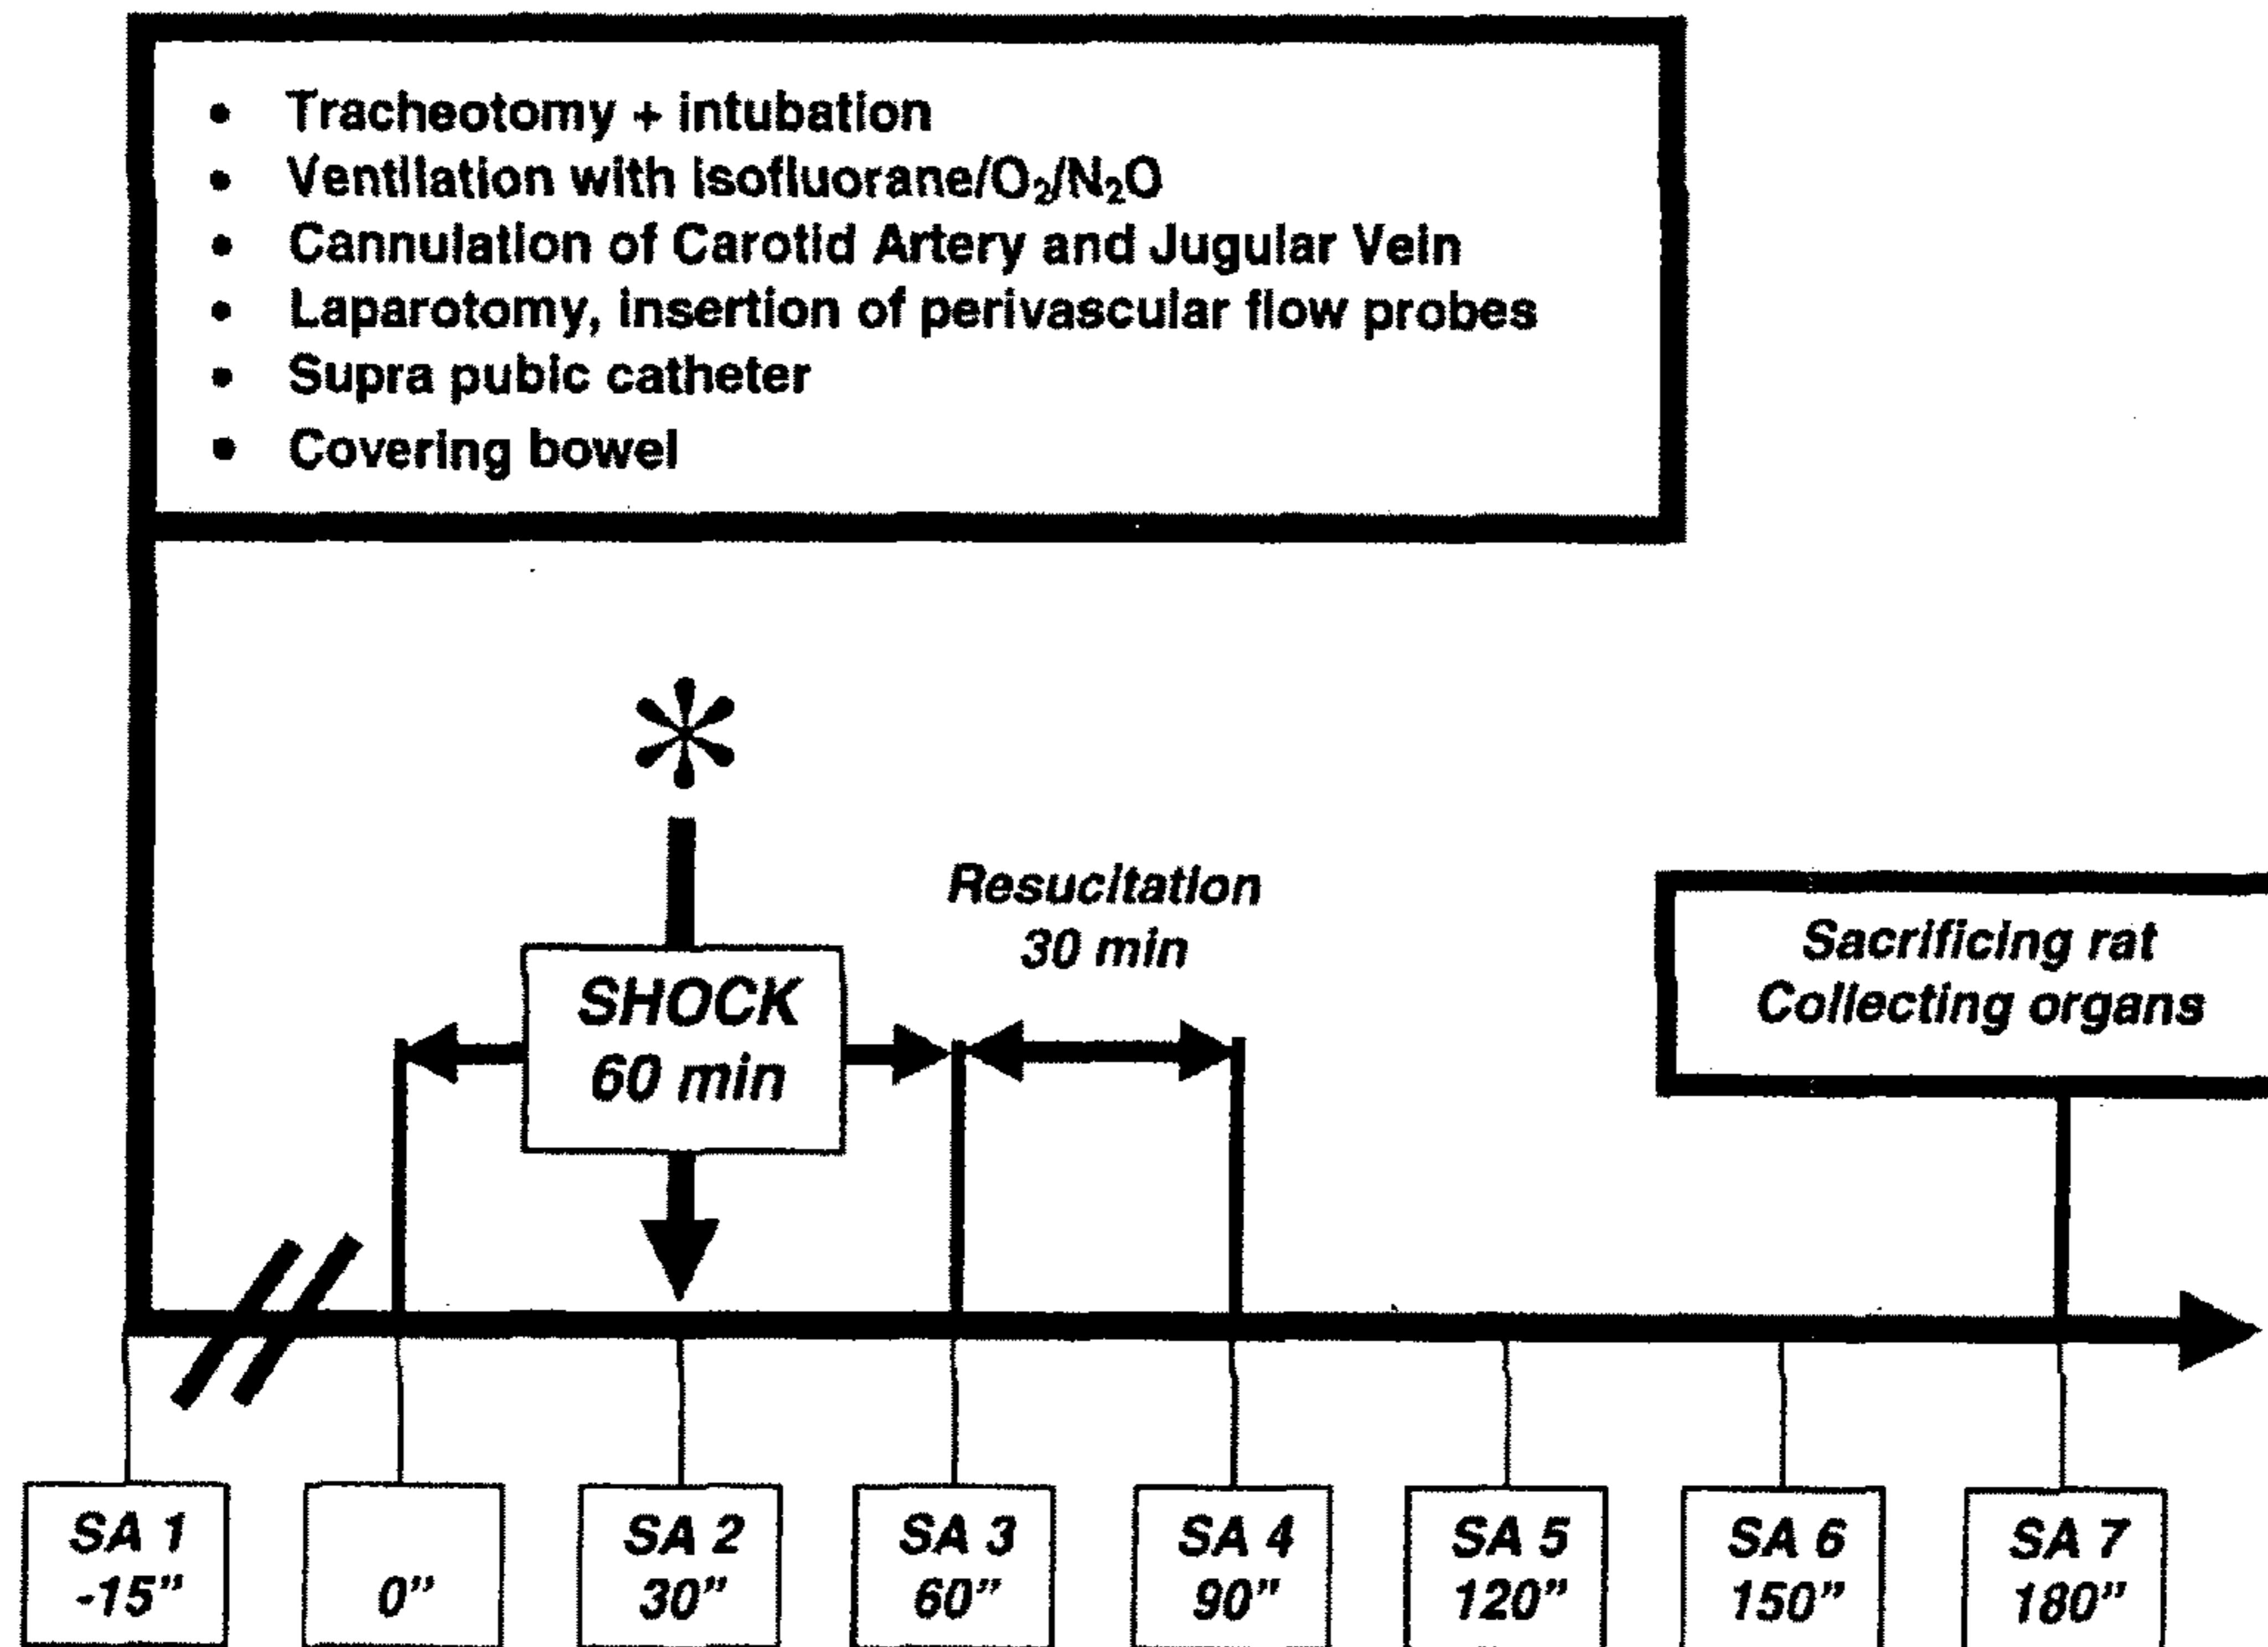 • Tracheotomy + intubation
• Ventilation with isofluorane/O₂/N₂O
• Cannulation of Carotid Artery and Jugular Vein
• Laparotomy, insertion of perivascular flow probes
• Supra pubic catheter
• Covering bowel
*
Resucitation
30 min
SHOCK
60 min
Sacrificing rat
Collecting organs
SA 1
-15”
0”
SA 2
30”
SA 3
60”
SA 4
90”
SA 5
120”
SA 6
150”
SA 7
180”